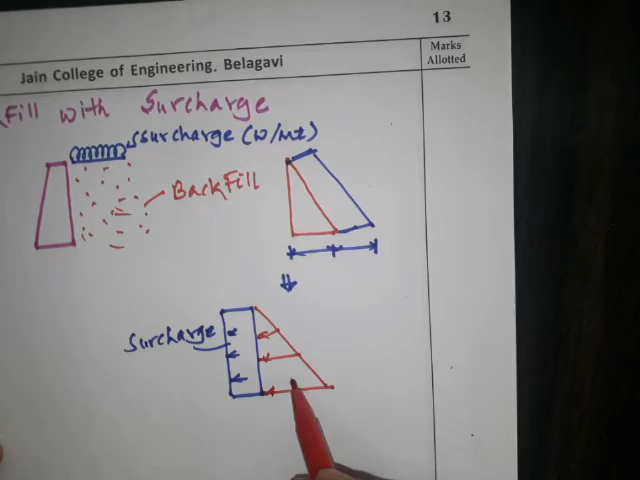 13
Jain College of Engineering, Belagavi
Marks
Allotted
Fill with Surcharge
Surcharge (W/Mt)
BackFill
Surcharge